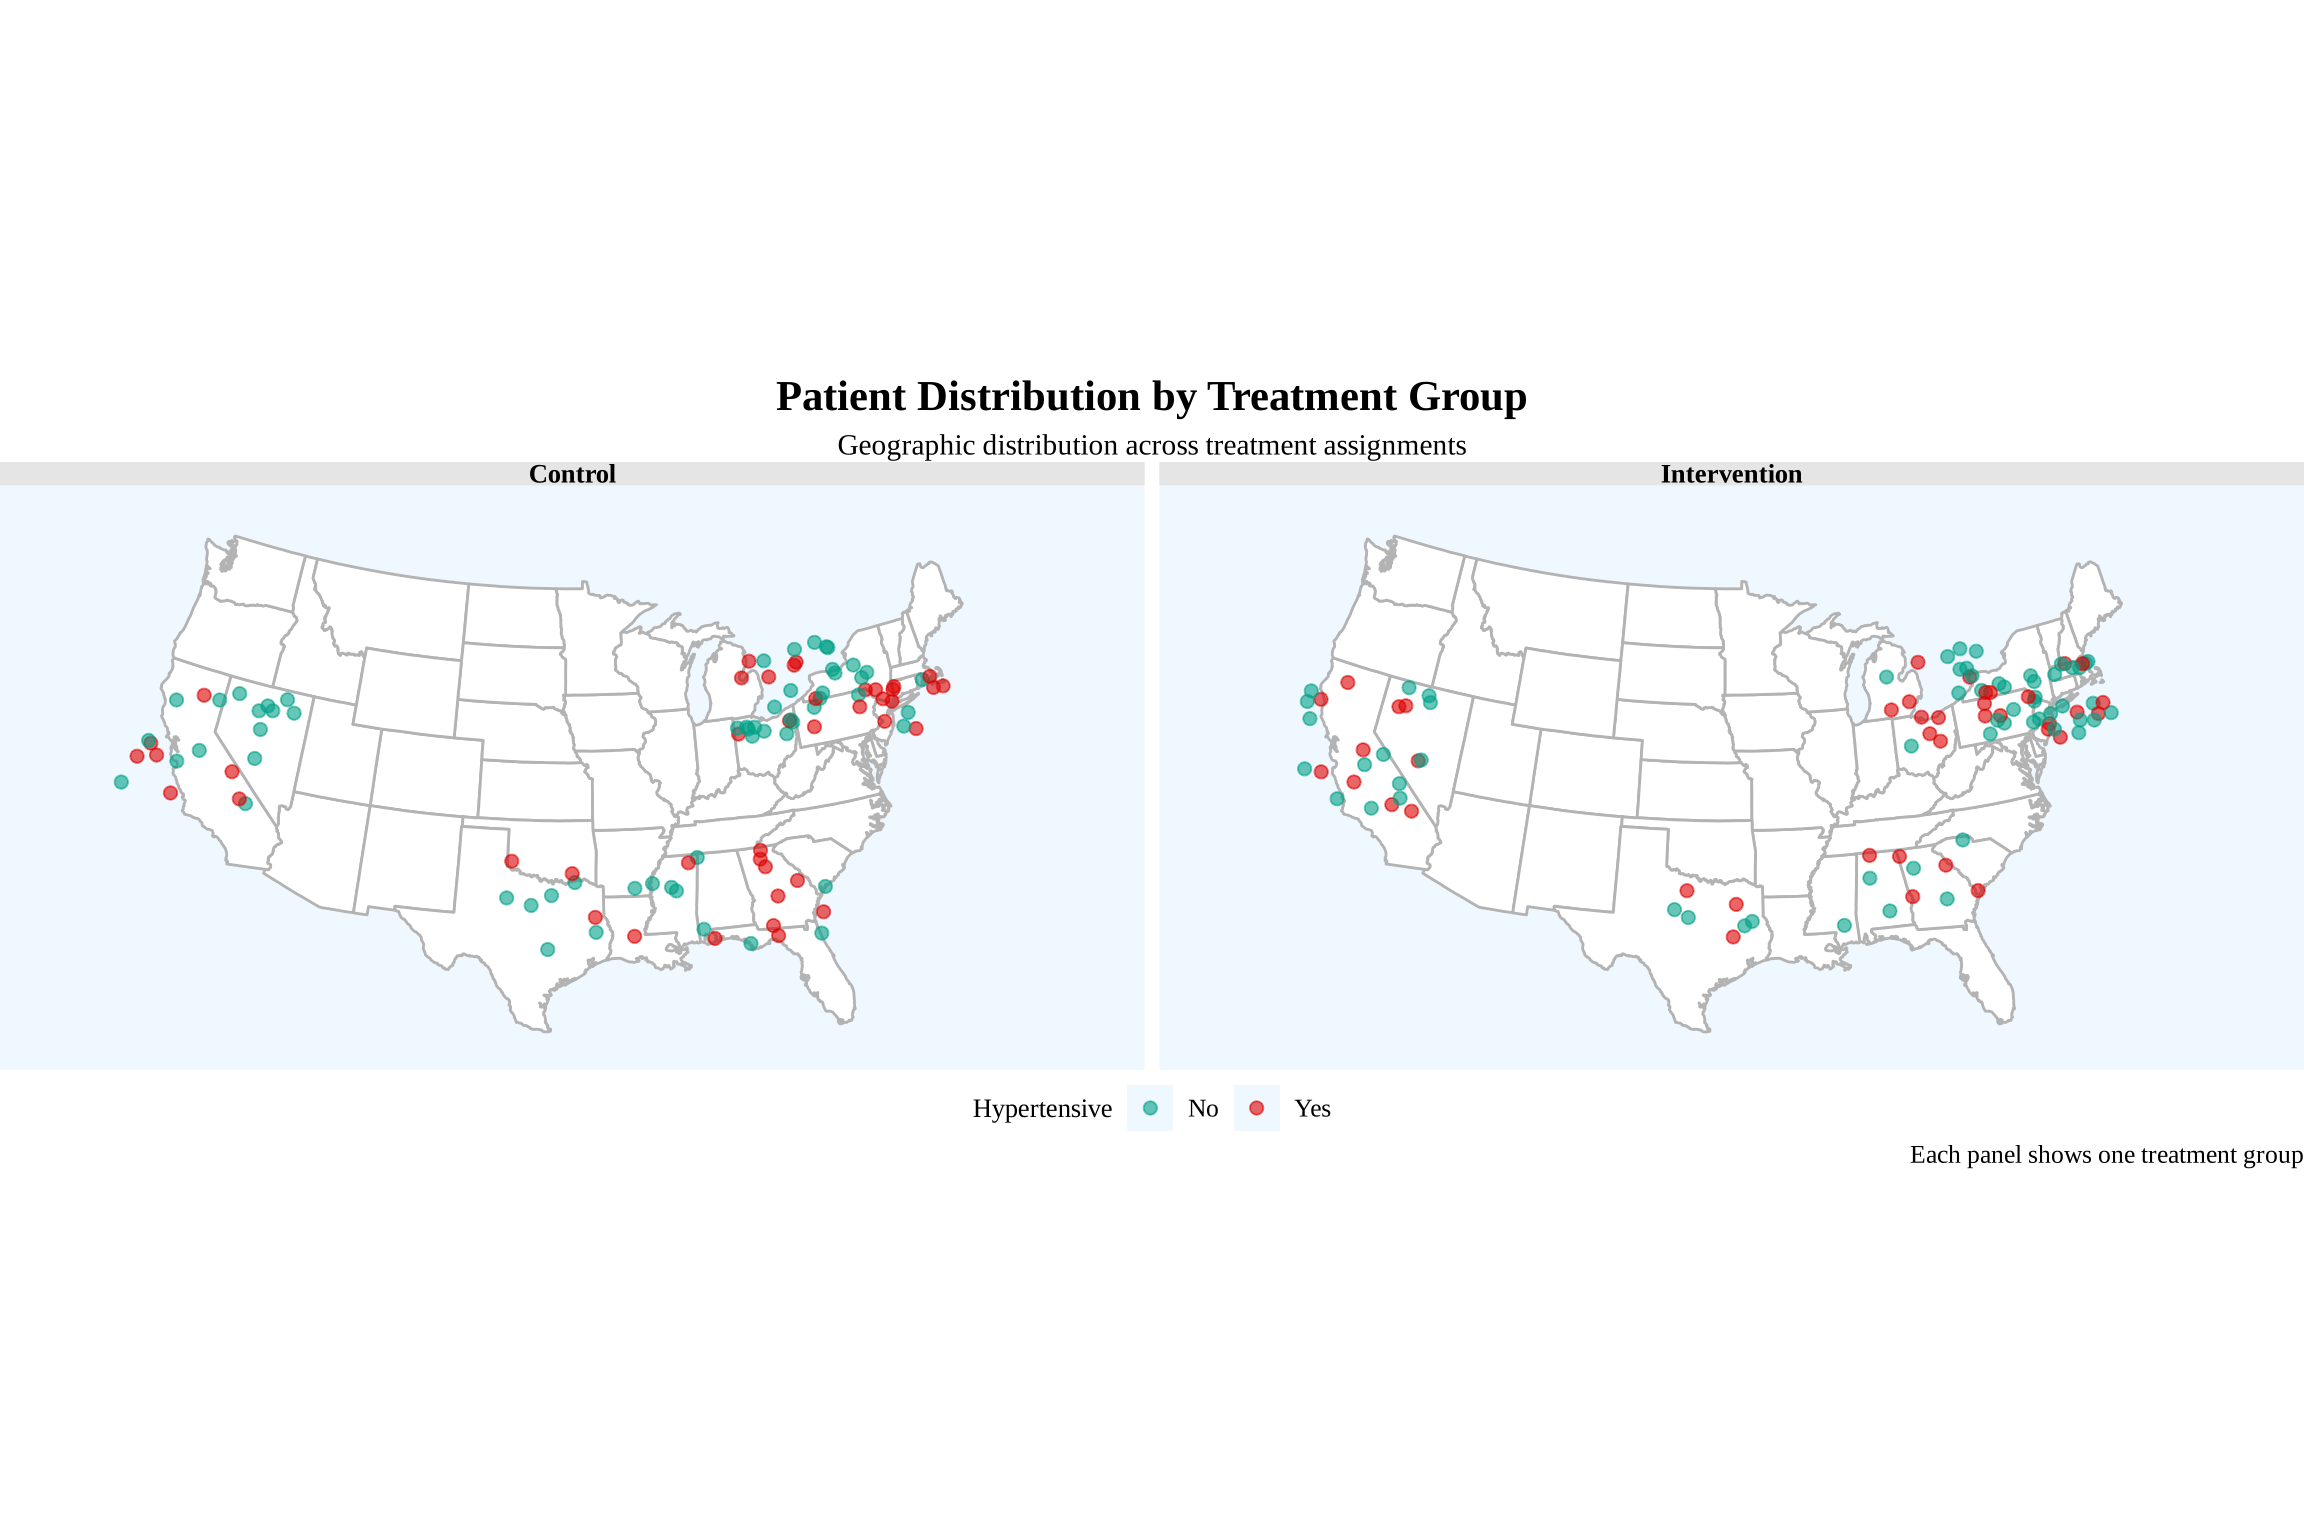 Patient Distribution by Treatment Group
Geographic distribution across treatment assignments
Control
Intervention
Hypertensive No Yes
Each panel shows one treatment group